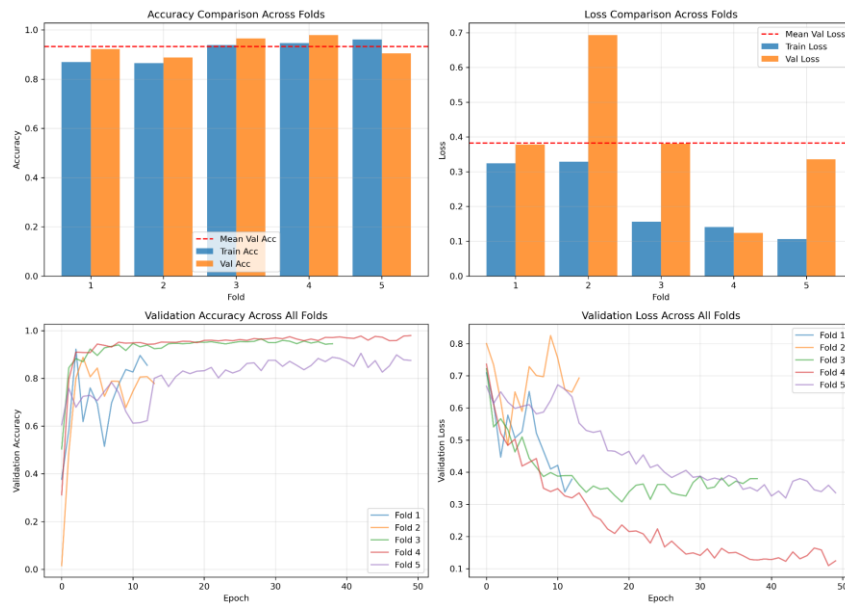 Accuracy Comparison Across Folds
1.0
0.8
0.6
0.4
0.2
0.0
Accuracy
1 2 3 4 5
Fold
Mean Val Acc
Train Acc
Val Acc
Loss Comparison Across Folds
0.7
0.6
0.5
0.4
0.3
0.2
0.1
0.0
Loss
1 2 3 4 5
Fold
Mean Val Loss
Train Loss
Val Loss
Validation Accuracy Across All Folds
1.0
0.8
0.6
0.4
0.2
0.0
Validation Accuracy
0 10 20 30 40 50
Epoch
Fold 1
Fold 2
Fold 3
Fold 4
Fold 5
Validation Loss Across All Folds
0.8
0.7
0.6
0.5
0.4
0.3
0.2
0.1
Validation Loss
0 10 20 30 40 50
Epoch
Fold 1
Fold 2
Fold 3
Fold 4
Fold 5